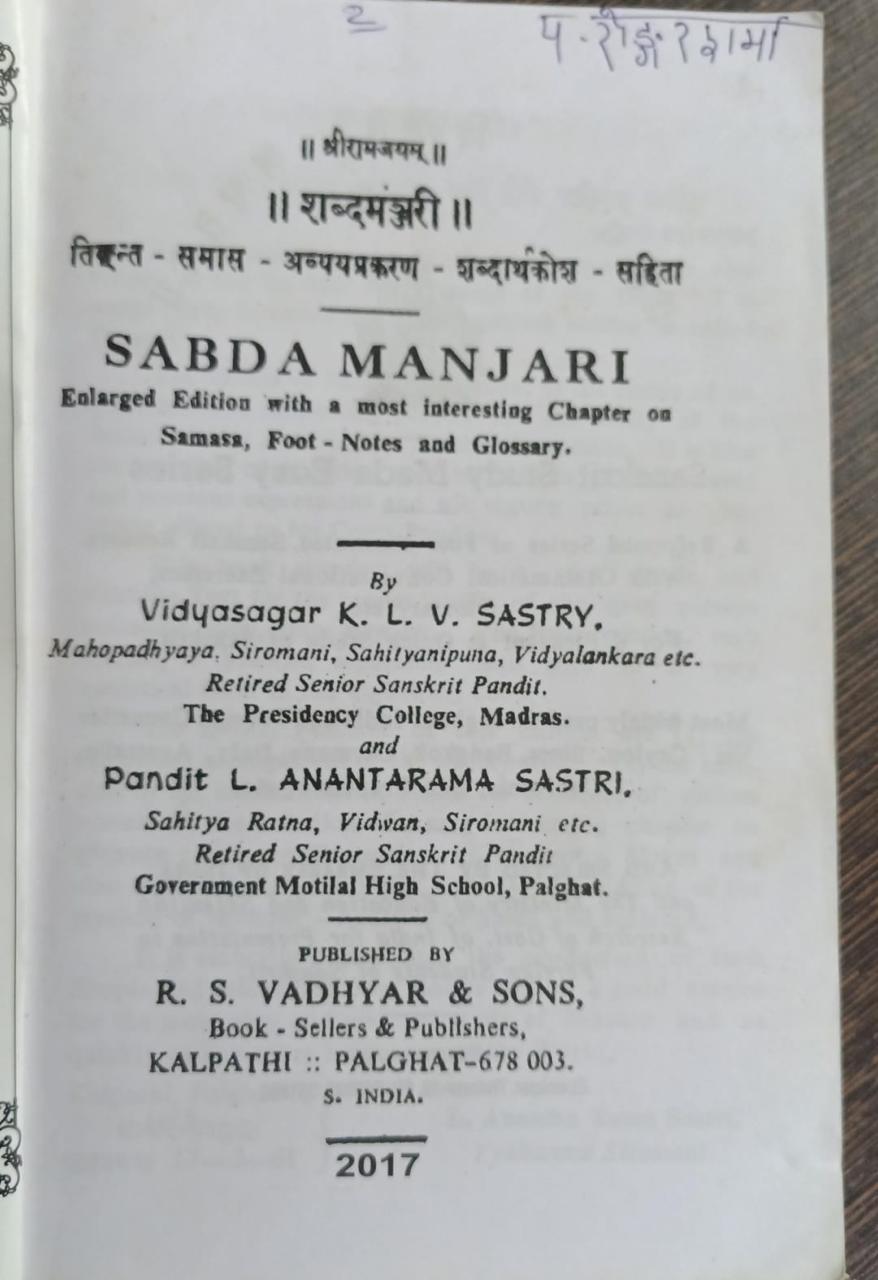 2
॥ श्रीरामजयम् ॥
॥ शब्दमञ्जरी ॥
तिङन्त - समास - अव्ययप्रकरण - शब्दार्थकोश - सहिता
SABDA MANJARI
Enlarged Edition with a most interesting Chapter on
Samasa, Foot - Notes and Glossary.
By
Vidyasagar K. L. V. SASTRY,
Mahopadhyaya, Siromani, Sahityanipuna, Vidyalankara etc.
Retired Senior Sanskrit Pandit.
The Presidency College, Madras.
and
Pandit L. ANANTARAMA SASTRI,
Sahitya Ratna, Vidwan, Siromani etc.
Retired Senior Sanskrit Pandit
Government Motilal High School, Palghat.
PUBLISHED BY
R. S. VADHYAR & SONS,
Book - Sellers & Publishers,
KALPATHI :: PALGHAT-678 003.
S. INDIA.
2017